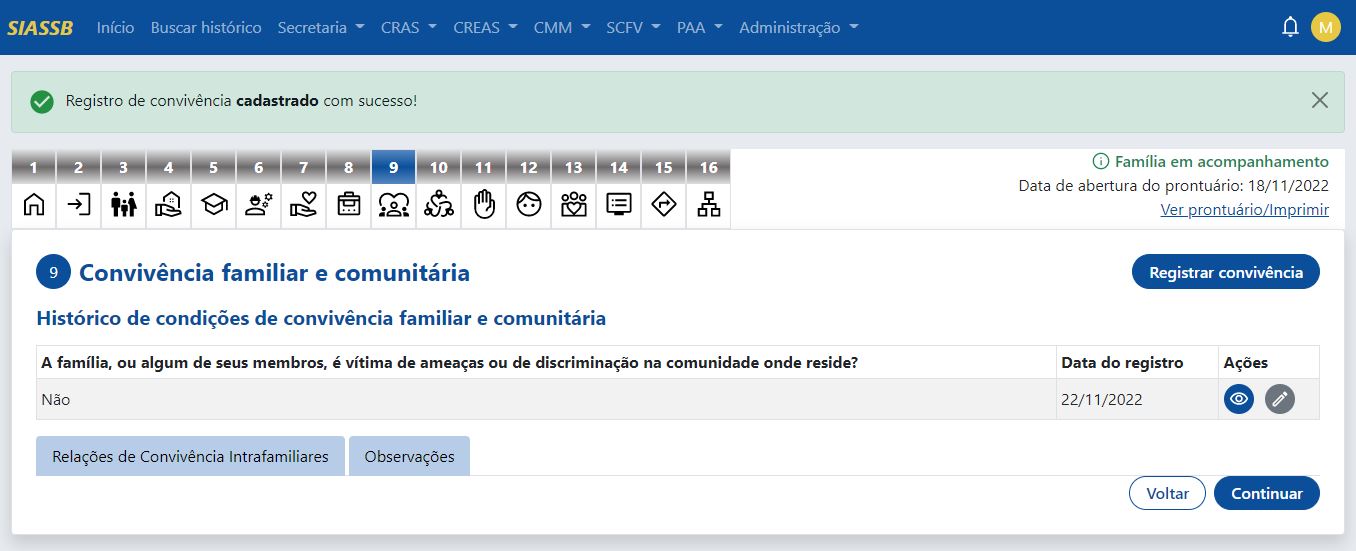 SIASSB Início Buscar histórico Secretaria CRAS CREAS CMM SCFV PAA Administração M
Registro de convivência cadastrado com sucesso!
1 2 3 4 5 6 7 8 9 10 11 12 13 14 15 16
Família em acompanhamento
Data de abertura do prontuário: 18/11/2022
Ver prontuário/Imprimir
9 Convivência familiar e comunitária Registrar convivência
Histórico de condições de convivência familiar e comunitária
A família, ou algum de seus membros, é vítima de ameaças ou de discriminação na comunidade onde reside? Data do registro Ações
Não 22/11/2022
Relações de Convivência Intrafamiliares Observações
Voltar Continuar